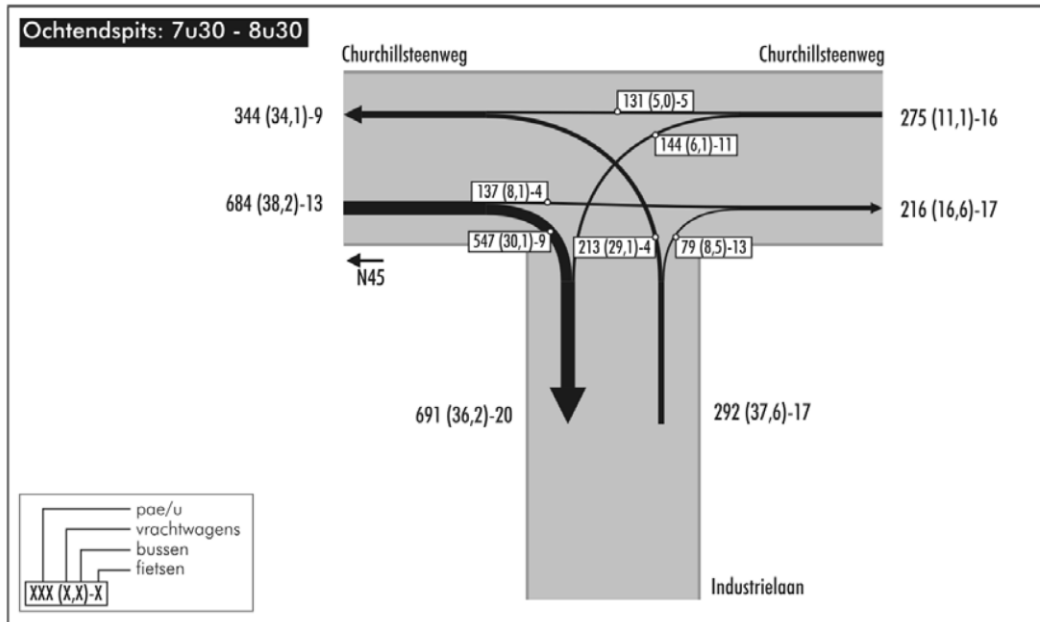 Ochtendspits: 7u30 - 8u30
Churchillsteenweg
Churchillsteenweg
131 (5,0)-5
344 (34,1)-9
275 (11,1)-16
144 (6,1)-11
137 (8,1)-4
684 (38,2)-13
216 (16,6)-17
547 (30,1)-9
213 (29,1)-4
79 (8,5)-13
N45
691 (36,2)-20
292 (37,6)-17
pae/u
vrachtwagens
bussen
fietsen
XXX (X,X)-X
Industrielaan